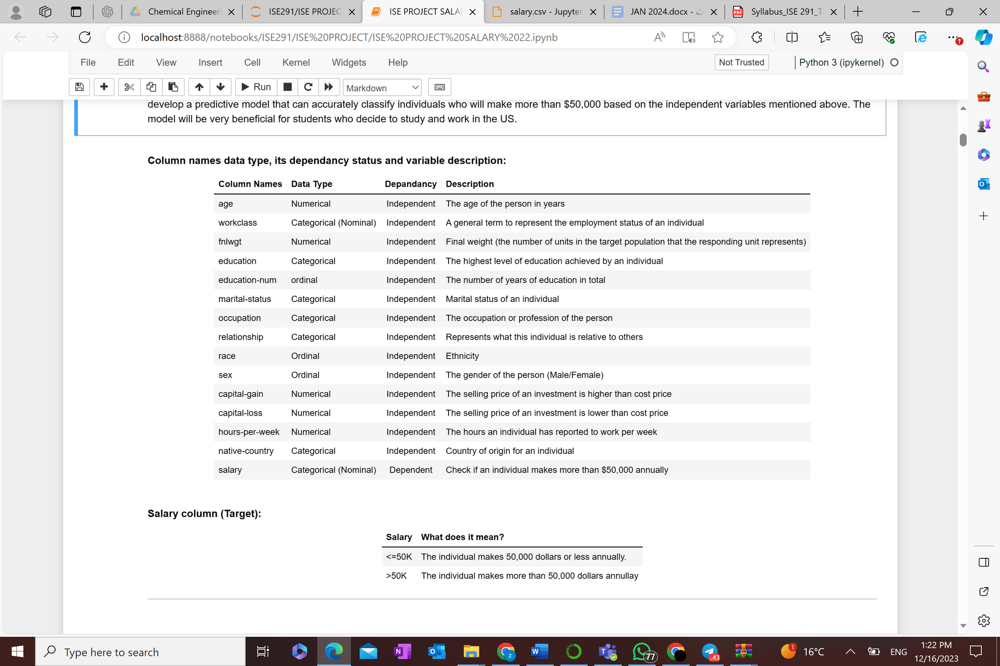 Chemical Engineeri
ISE291/ISE PROJEC
ISE PROJECT SALA
salary.csv - Jupyter
JAN 2024.docx - ت
Syllabus_ISE 291_T
localhost:8888/notebooks/ISE291/ISE%20PROJECT/ISE%20PROJECT%20SALARY%2022.ipynb
File Edit View Insert Cell Kernel Widgets Help Not Trusted Python 3 (ipykernel)
Run Markdown
develop a predictive model that can accurately classify individuals who will make more than $50,000 based on the independent variables mentioned above. The
model will be very beneficial for students who decide to study and work in the US.
Column names data type, its dependancy status and variable description:
Column Names Data Type Depandancy Description
age Numerical Independent The age of the person in years
workclass Categorical (Nominal) Independent A general term to represent the employment status of an individual
fnlwgt Numerical Independent Final weight (the number of units in the target population that the responding unit represents)
education Categorical Independent The highest level of education achieved by an individual
education-num ordinal Independent The number of years of education in total
marital-status Categorical Independent Marital status of an individual
occupation Categorical Independent The occupation or profession of the person
relationship Categorical Independent Represents what this individual is relative to others
race Ordinal Independent Ethnicity
sex Ordinal Independent The gender of the person (Male/Female)
capital-gain Numerical Independent The selling price of an investment is higher than cost price
capital-loss Numerical Independent The selling price of an investment is lower than cost price
hours-per-week Numerical Independent The hours an individual has reported to work per week
native-country Categorical Independent Country of origin for an individual
salary Categorical (Nominal) Dependent Check if an individual makes more than $50,000 annually
Salary column (Target):
Salary What does it mean?
<=50K The individual makes 50,000 dollars or less annually.
>50K The individual makes more than 50,000 dollars annullay
Type here to search
77
..43
1
16°C
ENG
1:22 PM
12/16/2023